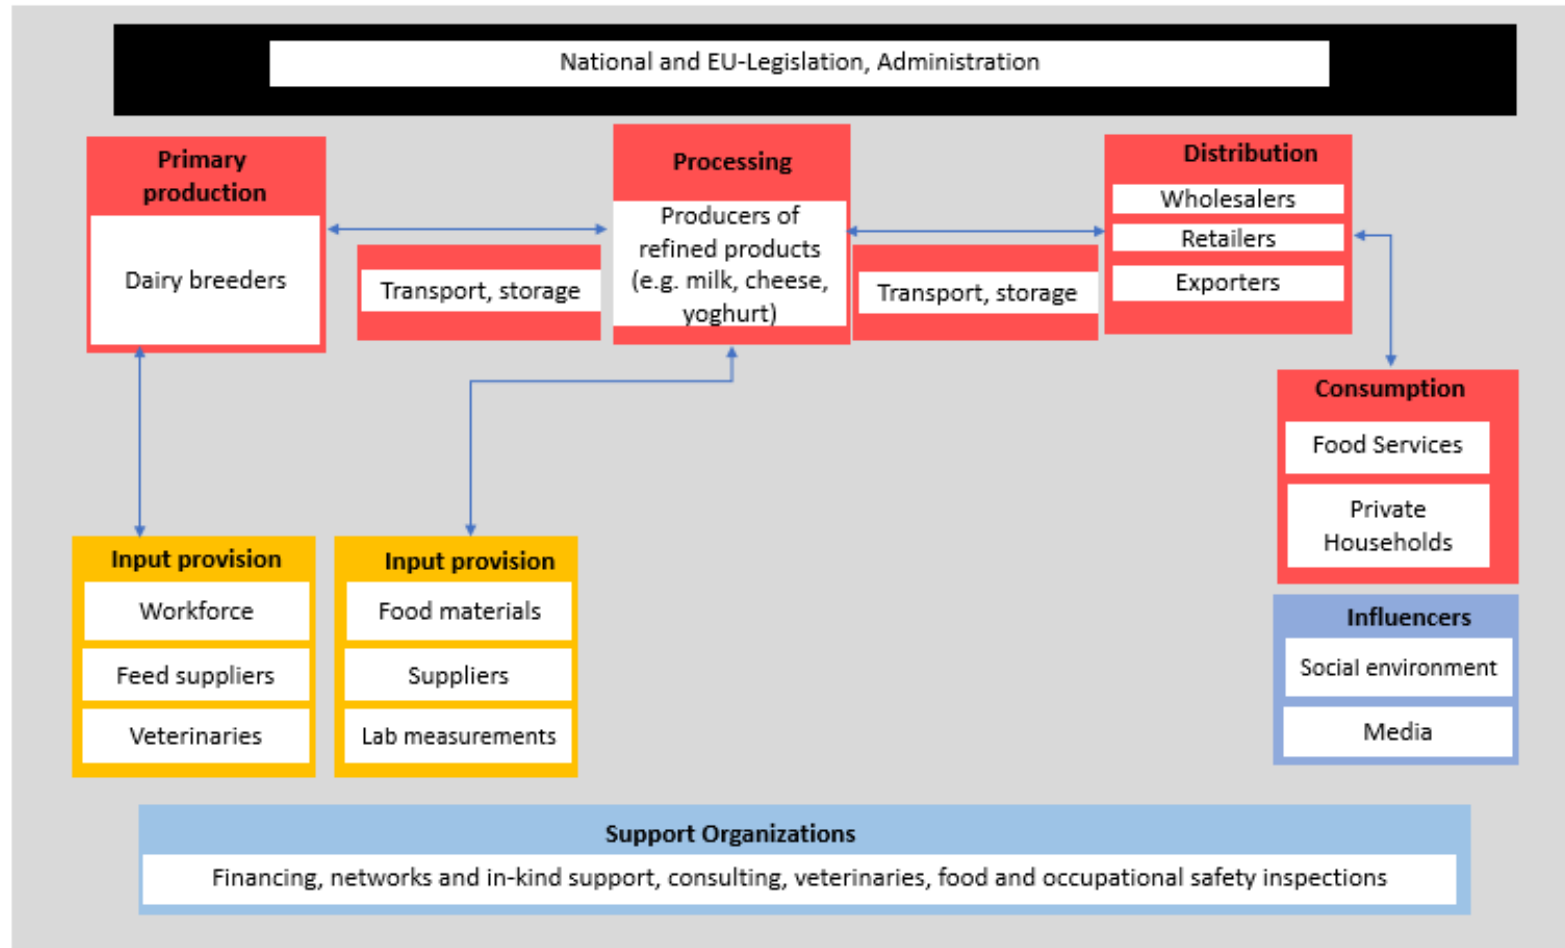 National and EU-Legislation, Administration
Primary
production
Dairy breeders
Transport, storage
Processing
Producers of
refined products
(e.g. milk, cheese,
yoghurt)
Transport, storage
Distribution
Wholesalers
Retailers
Exporters
Consumption
Food Services
Private
Households
Input provision
Workforce
Feed suppliers
Veterinaries
Input provision
Food materials
Suppliers
Lab measurements
Influencers
Social environment
Media
Support Organizations
Financing, networks and in-kind support, consulting, veterinaries, food and occupational safety inspections